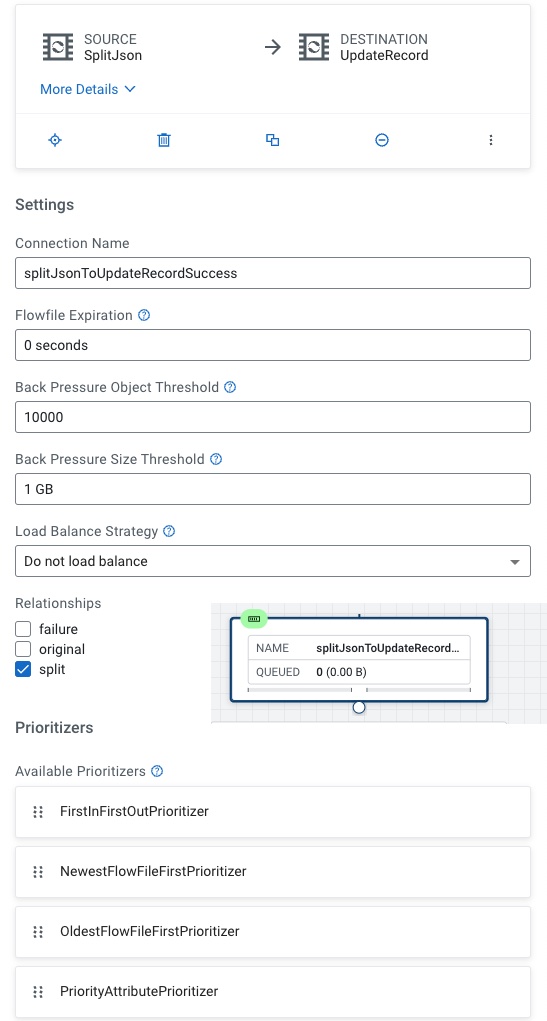 SOURCE
SplitJson
DESTINATION
UpdateRecord
More Details
Settings
Connection Name
splitJsonToUpdateRecordSuccess
Flowfile Expiration
0 seconds
Back Pressure Object Threshold
10000
Back Pressure Size Threshold
1 GB
Load Balance Strategy
Do not load balance
Relationships
failure
original
split
NAME splitJsonToUpdateRecord...
QUEUED 0 (0.00 B)
Prioritizers
Available Prioritizers
FirstInFirstOutPrioritizer
NewestFlowFileFirstPrioritizer
OldestFlowFileFirstPrioritizer
PriorityAttributePrioritizer